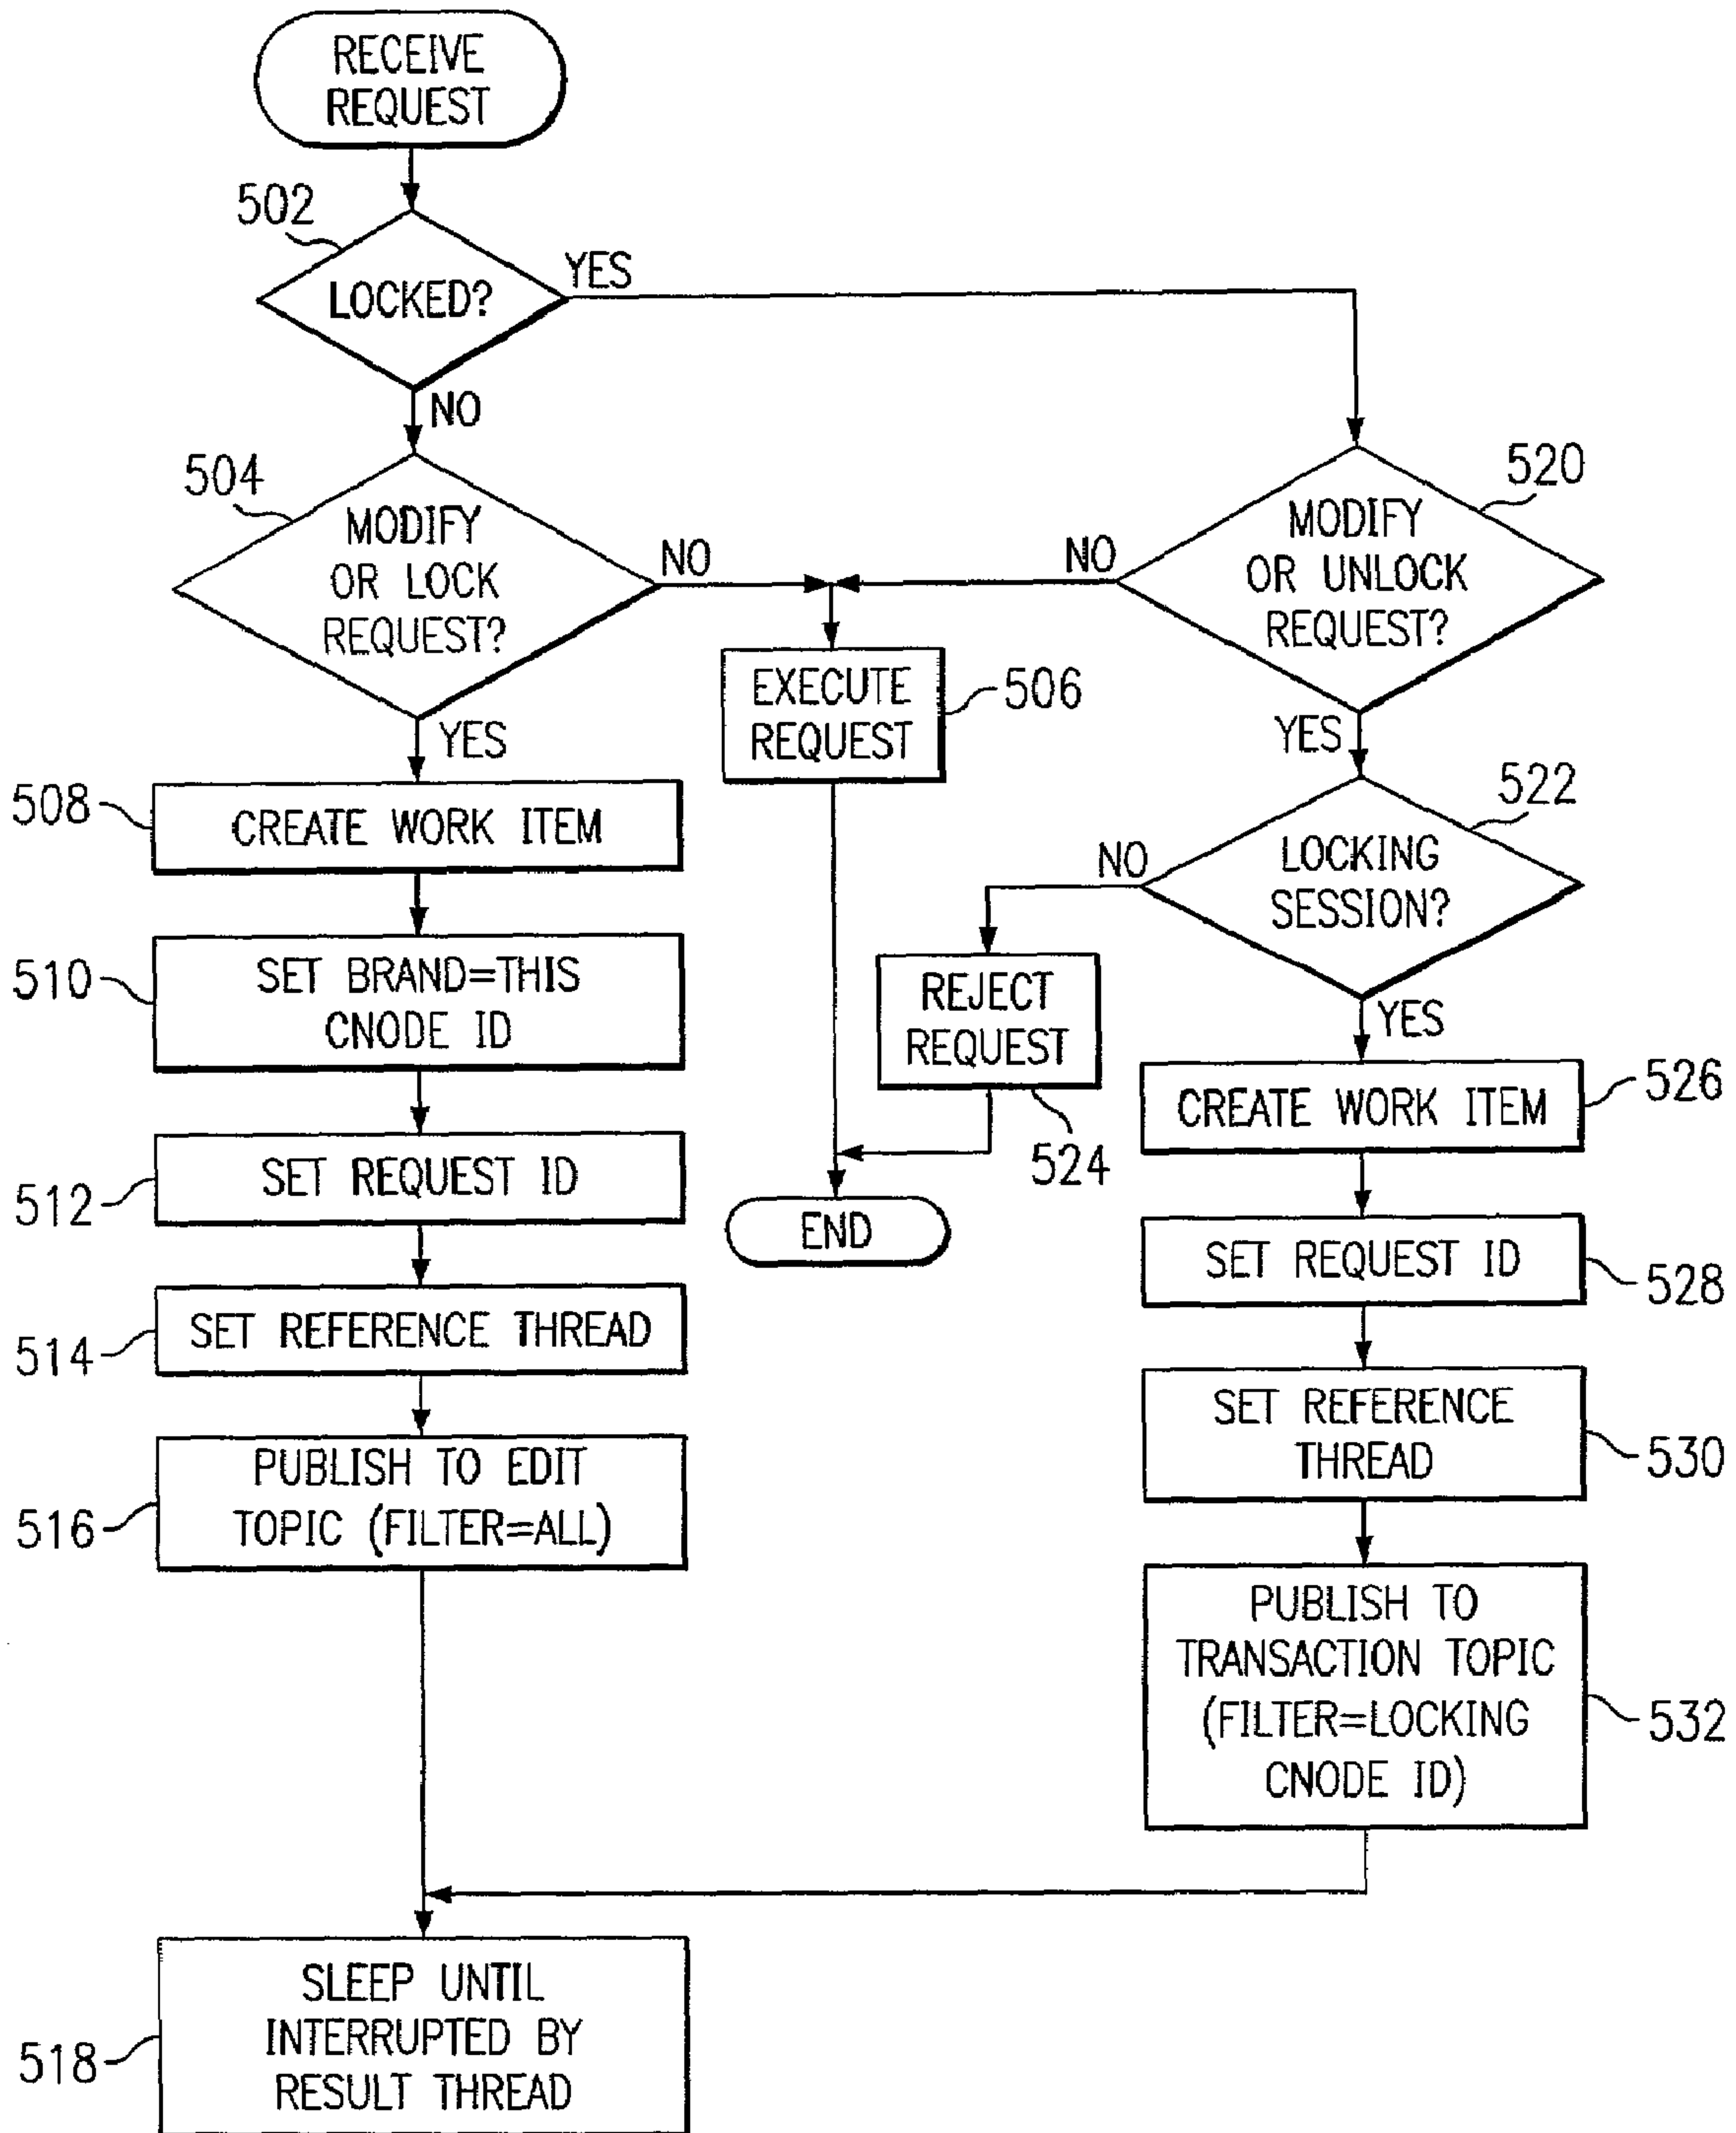 RECEIVE
REQUEST
502
LOCKED?
YES
NO
504
MODIFY
OR LOCK
REQUEST?
NO
YES
NO
520
MODIFY
OR UNLOCK
REQUEST?
YES
EXECUTE
REQUEST
506
508
CREATE WORK ITEM
522
LOCKING
SESSION?
NO
YES
510
SET BRAND=THIS
CNODE ID
REJECT
REQUEST
524
526
CREATE WORK ITEM
512
SET REQUEST ID
END
SET REQUEST ID
528
514
SET REFERENCE THREAD
SET REFERENCE
THREAD
530
516
PUBLISH TO EDIT
TOPIC (FILTER=ALL)
PUBLISH TO
TRANSACTION TOPIC
(FILTER=LOCKING
CNODE ID)
532
518
SLEEP UNTIL
INTERRUPTED BY
RESULT THREAD